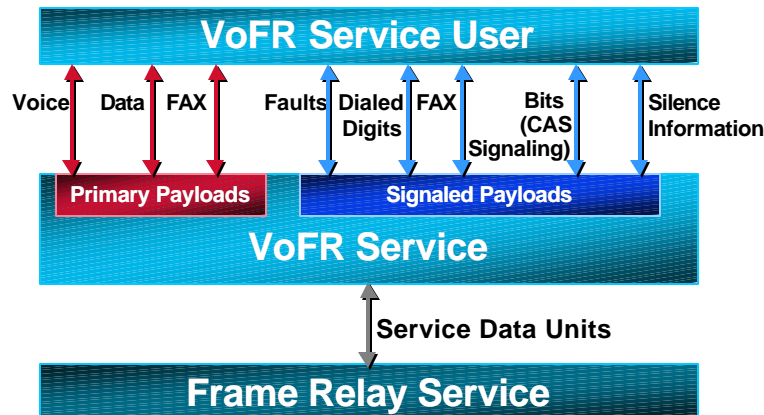 VoFR Service User
Voice
Data
FAX
Faults
Dialed
Digits
FAX
Bits
(CAS
Signaling)
Silence
Information
Primary Payloads
Signaled Payloads
VoFR Service
Service Data Units
Frame Relay Service